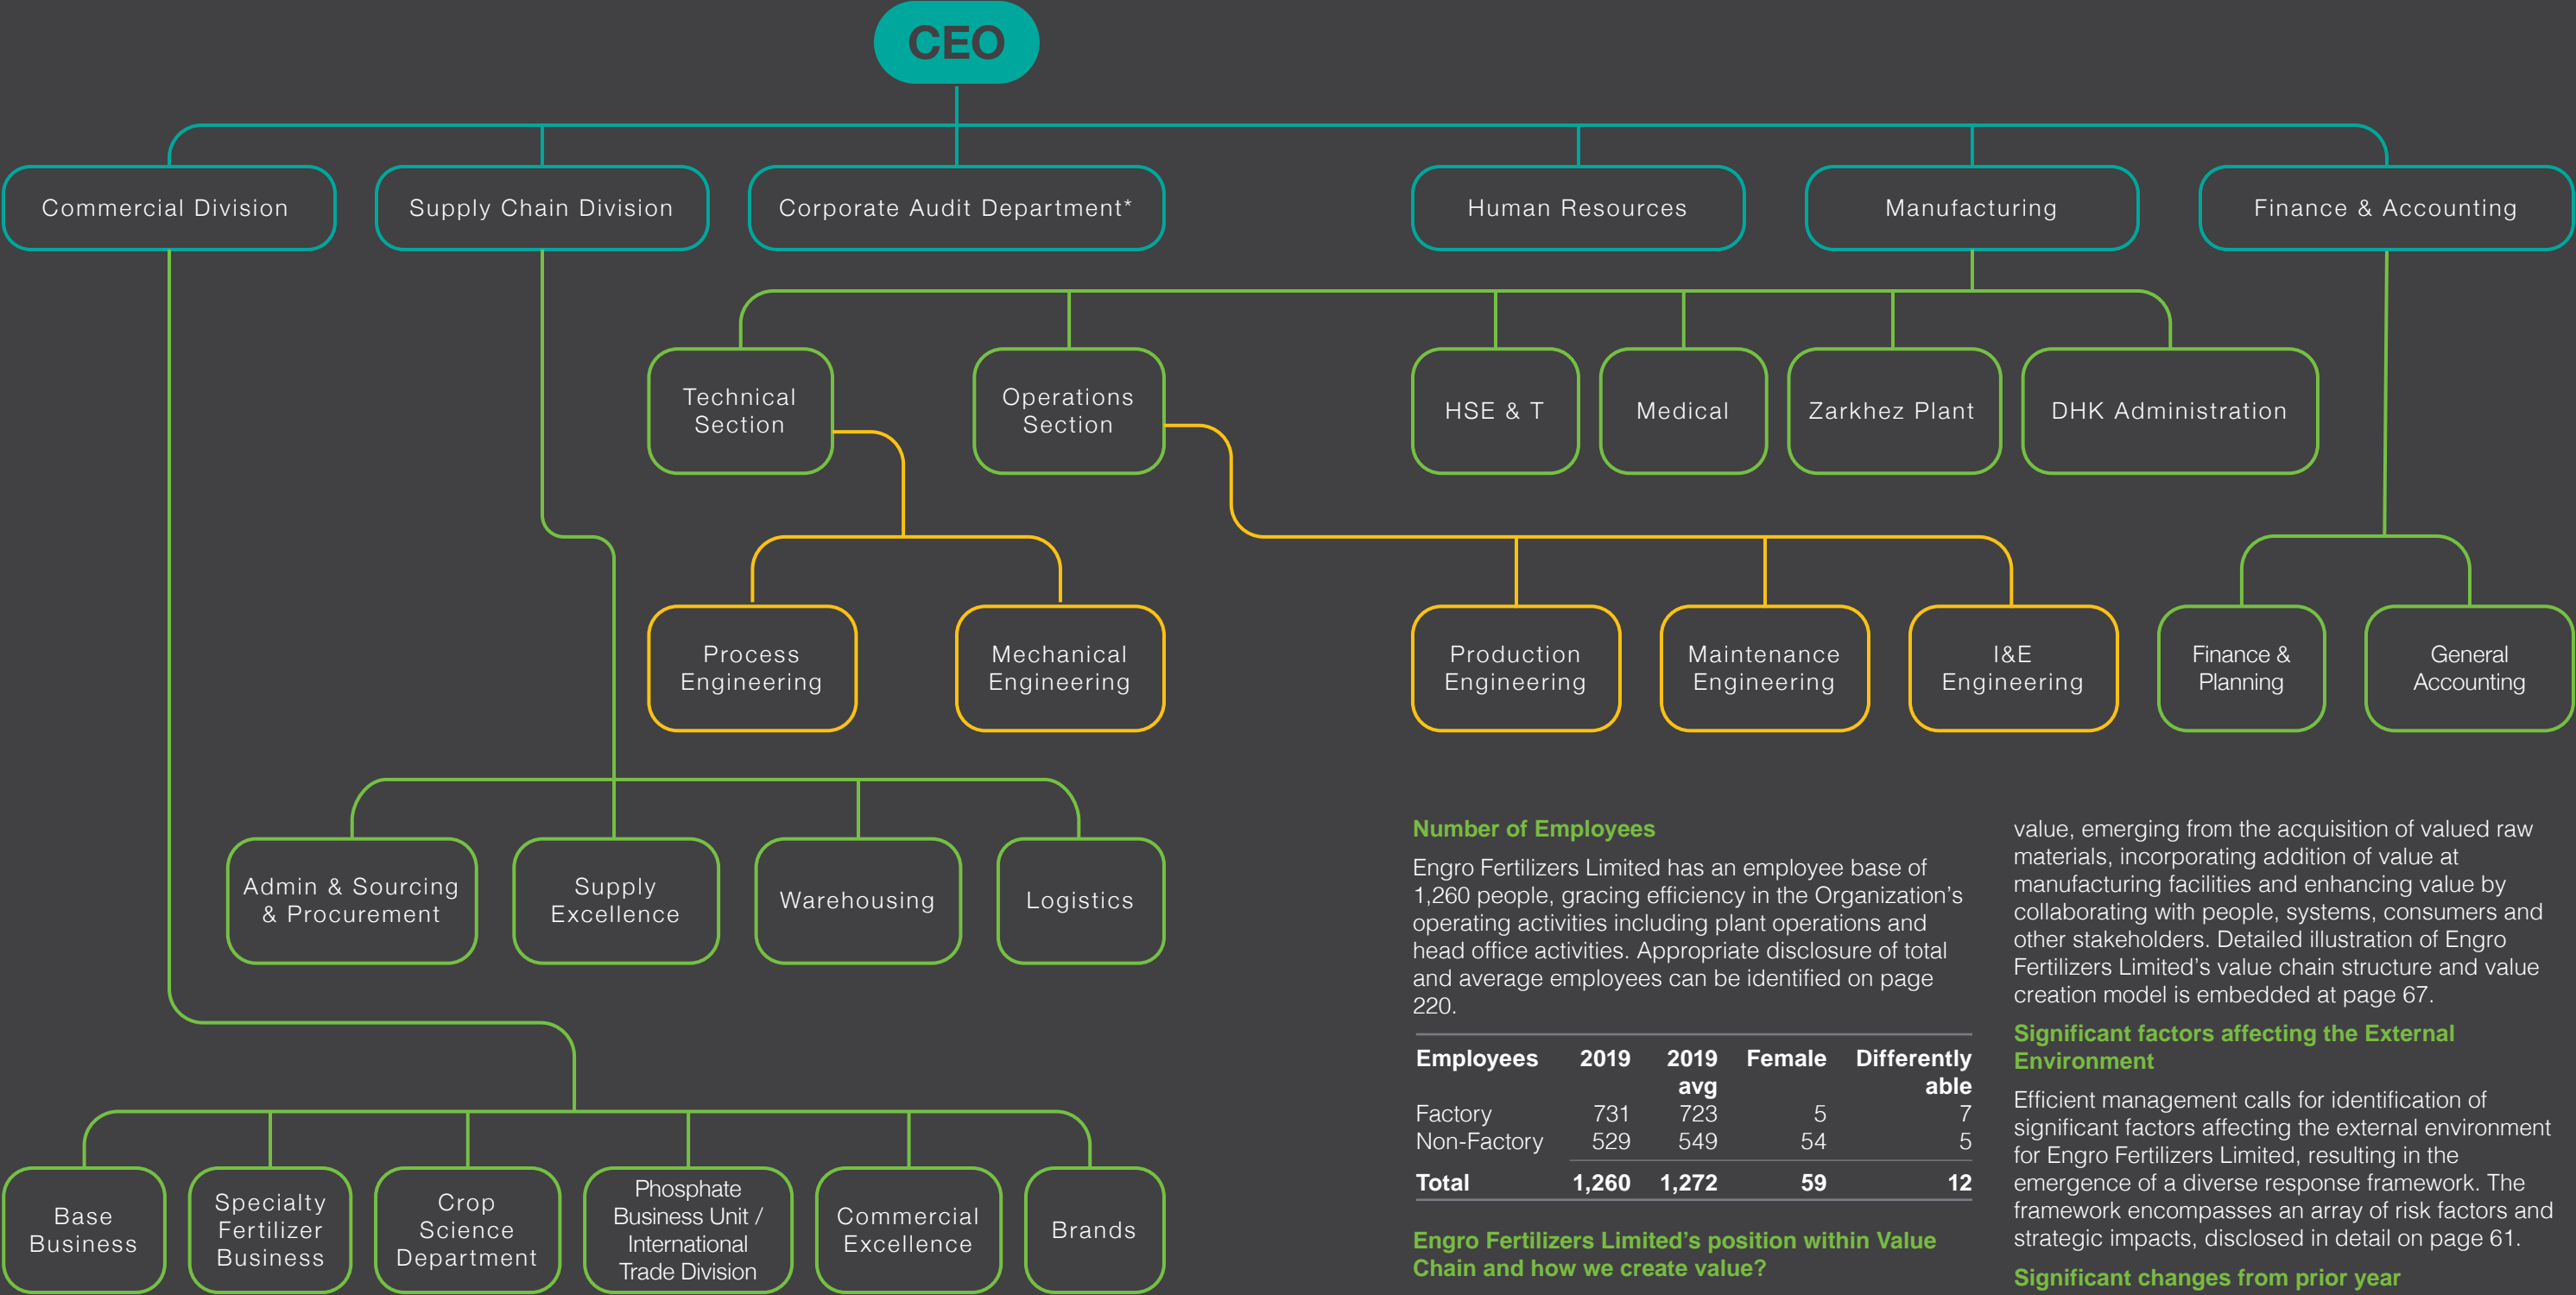 CEO
Commercial Division
Supply Chain Division
Corporate Audit Department*
Human Resources
Manufacturing
Finance & Accounting
Technical
Section
Operations
Section
HSE & T
Medical
Zarkhez Plant
DHK Administration
Process
Engineering
Mechanical
Engineering
Production
Engineering
Maintenance
Engineering
I&E
Engineering
Finance &
Planning
General
Accounting
Admin & Sourcing
& Procurement
Supply
Excellence
Warehousing
Logistics
Base
Business
Specialty
Fertilizer
Business
Crop
Science
Department
Phosphate
Business Unit /
International
Trade Division
Commercial
Excellence
Brands
Number of Employees
Engro Fertilizers Limited has an employee base of
1,260 people, gracing efficiency in the Organization's
operating activities including plant operations and
head office activities. Appropriate disclosure of total
and average employees can be identified on page
220.
Employees 2019 2019 Female Differently
avg able
Factory 731 723 5 7
Non-Factory 529 549 54 5
Total 1,260 1,272 59 12
Engro Fertilizers Limited's position within Value
Chain and how we create value?
value, emerging from the acquisition of valued raw
materials, incorporating addition of value at
manufacturing facilities and enhancing value by
collaborating with people, systems, consumers and
other stakeholders. Detailed illustration of Engro
Fertilizers Limited's value chain structure and value
creation model is embedded at page 67.
Significant factors affecting the External
Environment
Efficient management calls for identification of
significant factors affecting the external environment
for Engro Fertilizers Limited, resulting in the
emergence of a diverse response framework. The
framework encompasses an array of risk factors and
strategic impacts, disclosed in detail on page 61.
Significant changes from prior year